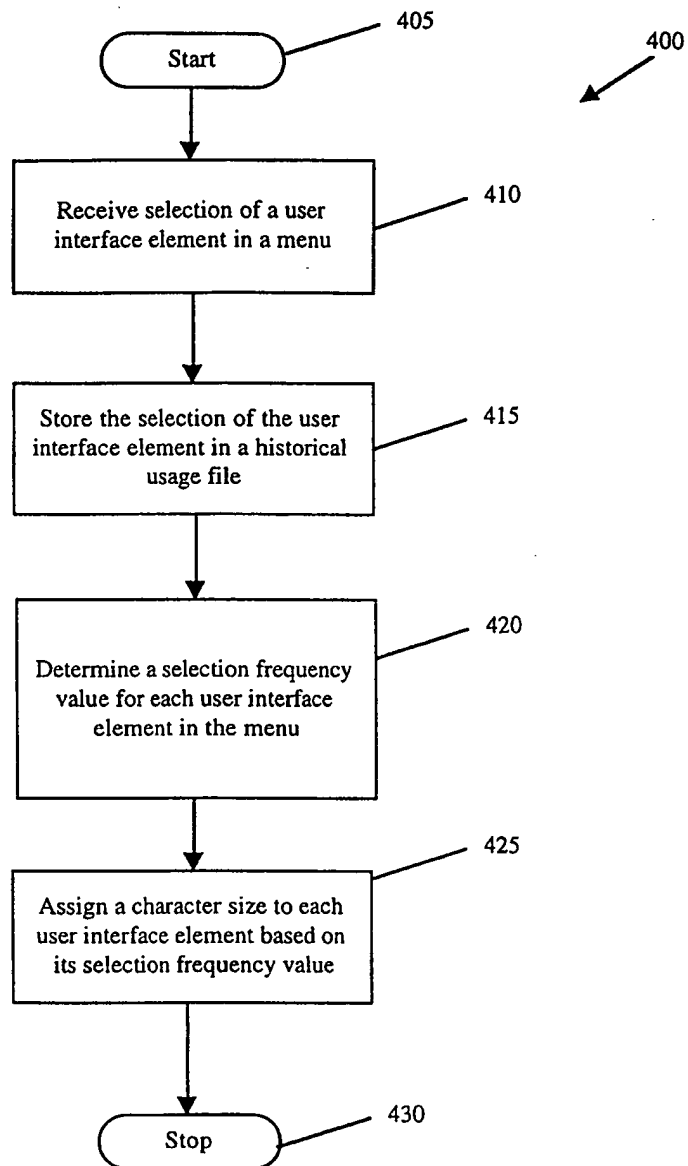 Start
405
400
Receive selection of a user
interface element in a menu
410
Store the selection of the user
interface element in a historical
usage file
415
Determine a selection frequency
value for each user interface
element in the menu
420
Assign a character size to each
user interface element based on
its selection frequency value
425
Stop
430